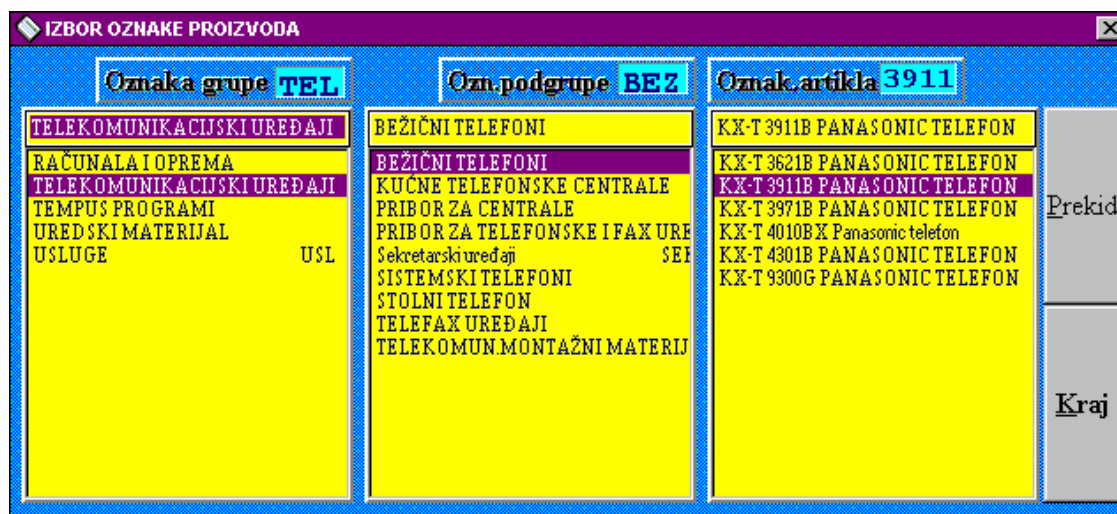 IZBOR OZNAKE PROIZVODA
Oznaka grupe TEL
Ozn.podgrupe BEZ
Oznak.artikla 3911
TELEKOMUNIKACIJSKI UREĐAJI
RAČUNALA I OPREMA
TELEKOMUNIKACIJSKI UREĐAJI
TEMPUS PROGRAMI
UREDSKI MATERIJAL
USLUGE USL
BEŽIČNI TELEFONI
BEŽIČNI TELEFONI
KUĆNE TELEFONSKE CENTRALE
PRIBOR ZA CENTRALE
PRIBOR ZA TELEFONSKE I FAX URE
Sekretarski uređaji SEK
SISTEMSKI TELEFONI
STOLNI TELEFON
TELEFAX UREĐAJI
TELEKOMUN.MONTAŽNI MATERIJ
KX-T 3911B PANASONIC TELEFON
KX-T 3621B PANASONIC TELEFON
KX-T 3911B PANASONIC TELEFON
KX-T 3971B PANASONIC TELEFON
KX-T 4010BX Panasonic telefon
KX-T 4301B PANASONIC TELEFON
KX-T 9300G PANASONIC TELEFON
Prekid
Kraj